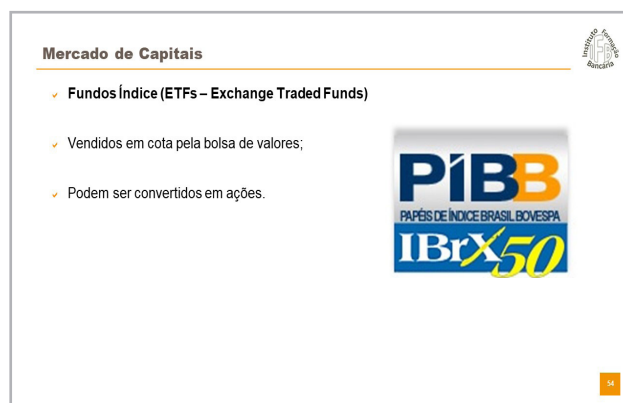 Mercado de Capitais
Instituto Formação
Bancária
IFB
Fundos Índice (ETFs – Exchange Traded Funds)
Vendidos em cota pela bolsa de valores;
Podem ser convertidos em ações.
PIBB
PAPÉIS DE ÍNDICE BRASIL BOVESPA
IBrX50
54